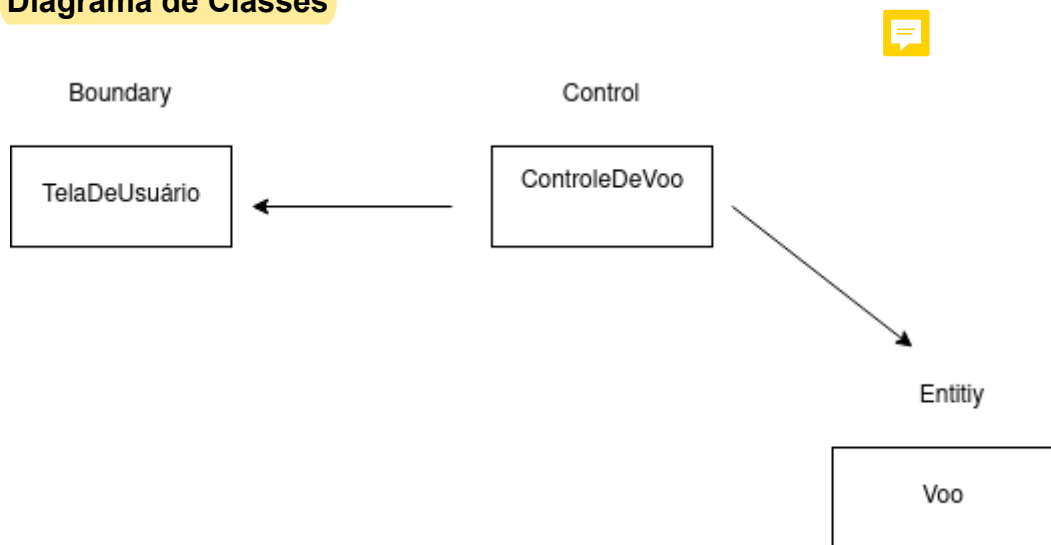 Diagrama de Classes
Boundary
Control
TelaDeUsuário
ControleDeVoo
Entitiy
Voo